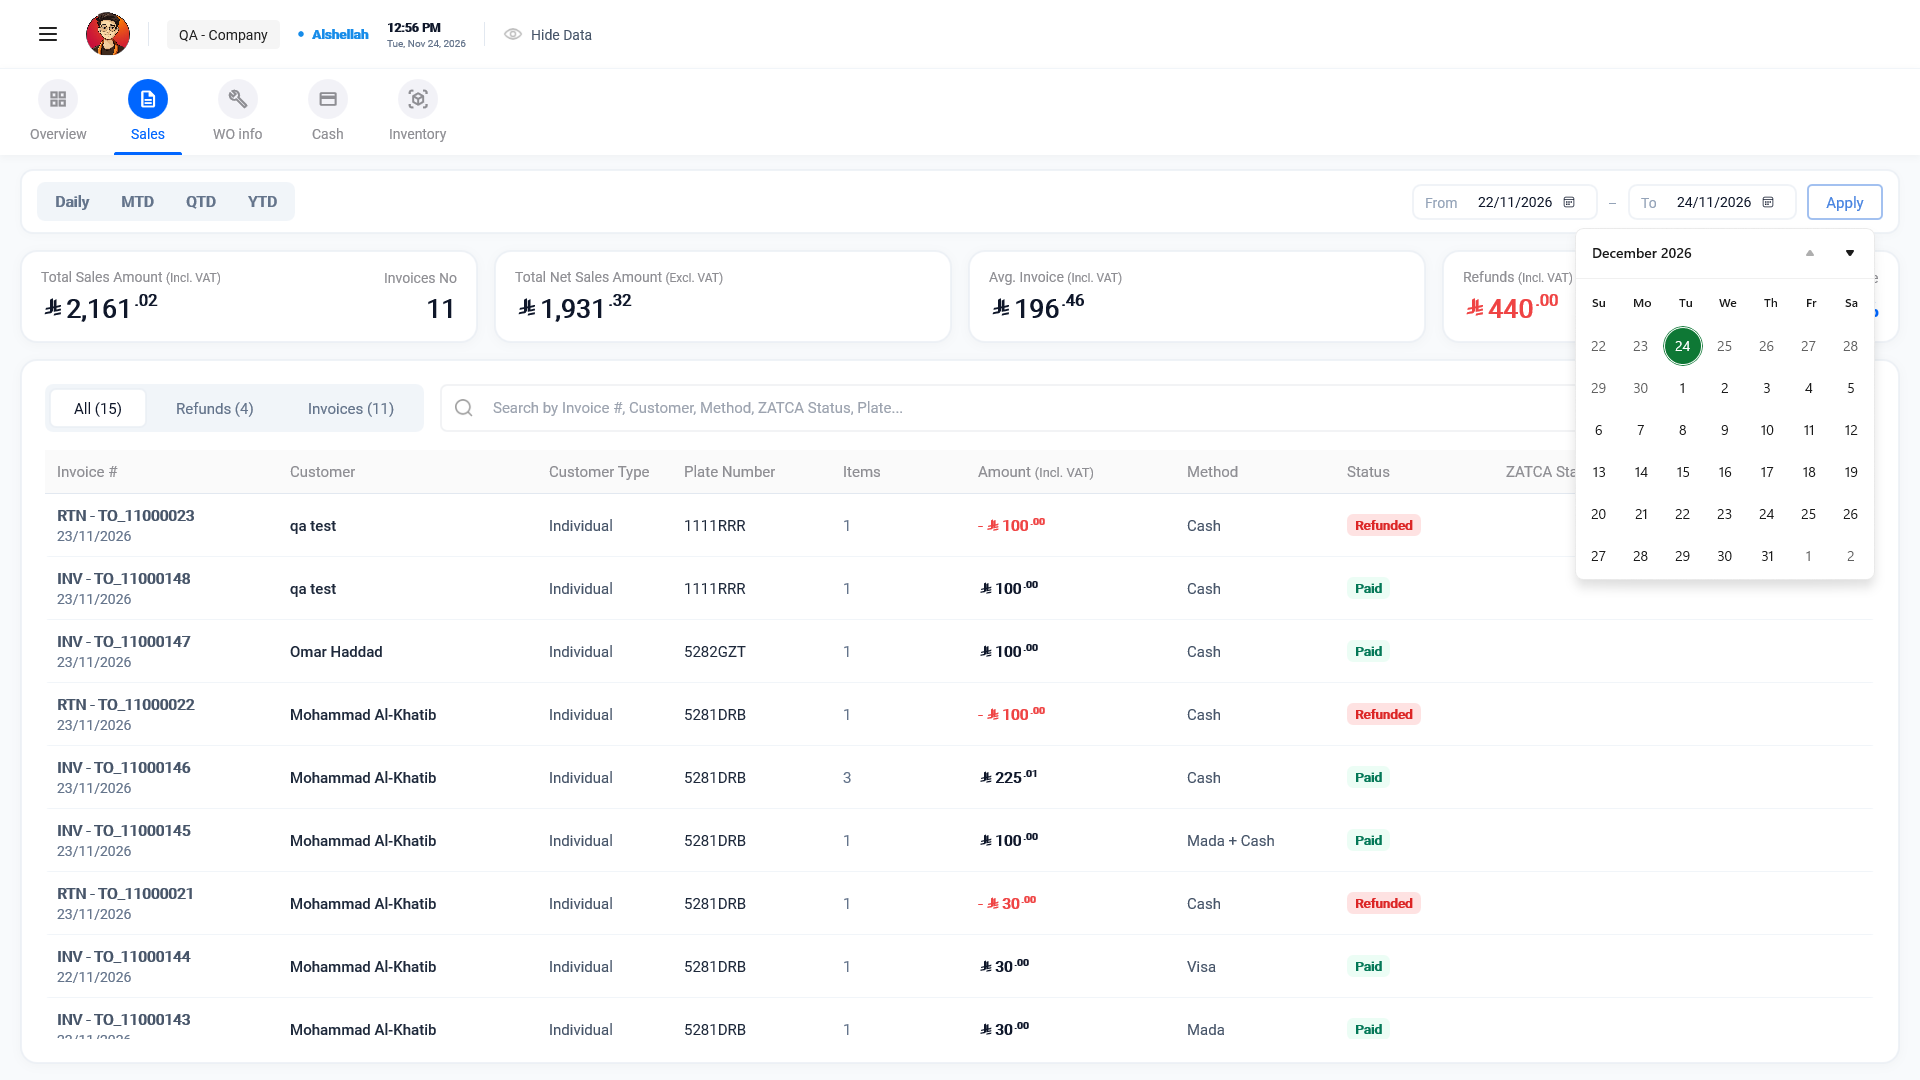 QA - Company
Alshellah
12:56 PM
Tue, Nov 24, 2026
Hide Data
Overview
Sales
WO info
Cash
Inventory
Daily
MTD
QTD
YTD
From 22/11/2026
–
To 24/11/2026
Apply
Total Sales Amount (Incl. VAT)
2,161.02
Invoices No
11
Total Net Sales Amount (Excl. VAT)
1,931.32
Avg. Invoice (Incl. VAT)
196.46
Refunds (Incl. VAT)
440.00
December 2026
Su Mo Tu We Th Fr Sa
22 23 24 25 26 27 28
29 30 1 2 3 4 5
6 7 8 9 10 11 12
13 14 15 16 17 18 19
20 21 22 23 24 25 26
27 28 29 30 31 1 2
All (15)
Refunds (4)
Invoices (11)
Search by Invoice #, Customer, Method, ZATCA Status, Plate...
Invoice # Customer Customer Type Plate Number Items Amount (Incl. VAT) Method Status ZATCA
RTN - TO_11000023
23/11/2026
qa test Individual 1111RRR 1 - 100.00 Cash Refunded
INV - TO_11000148
23/11/2026
qa test Individual 1111RRR 1 100.00 Cash Paid
INV - TO_11000147
23/11/2026
Omar Haddad Individual 5282GZT 1 100.00 Cash Paid
RTN - TO_11000022
23/11/2026
Mohammad Al-Khatib Individual 5281DRB 1 - 100.00 Cash Refunded
INV - TO_11000146
23/11/2026
Mohammad Al-Khatib Individual 5281DRB 3 225.01 Cash Paid
INV - TO_11000145
23/11/2026
Mohammad Al-Khatib Individual 5281DRB 1 100.00 Mada + Cash Paid
RTN - TO_11000021
23/11/2026
Mohammad Al-Khatib Individual 5281DRB 1 - 30.00 Cash Refunded
INV - TO_11000144
22/11/2026
Mohammad Al-Khatib Individual 5281DRB 1 30.00 Visa Paid
INV - TO_11000143
Mohammad Al-Khatib Individual 5281DRB 1 30.00 Mada Paid